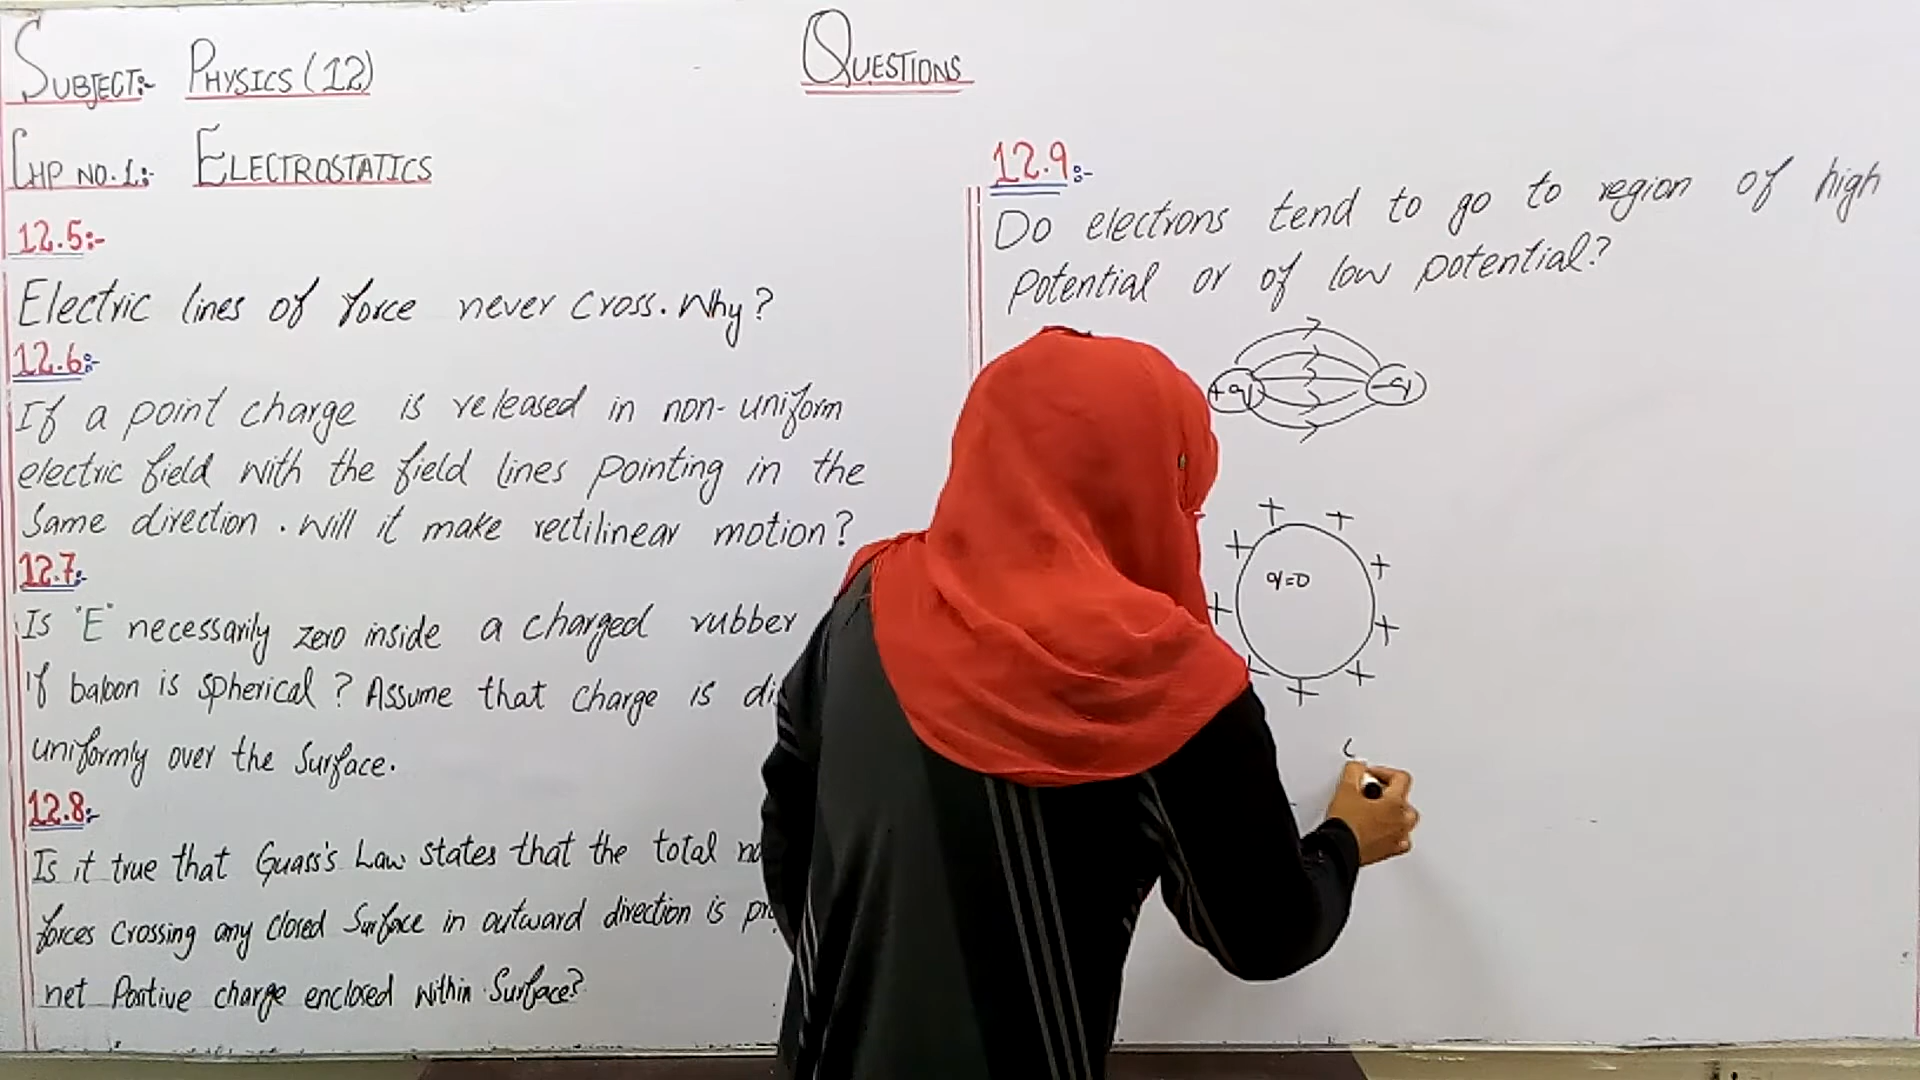 SUBJECT:- PHYSICS (12)
QUESTIONS
CHP NO.1:- ELECTROSTATICS
12.5:-
Electric lines of force never cross. Why?
12.6:-
If a point charge is released in non-uniform
electric field with the field lines pointing in the
Same direction. Will it make rectilinear motion?
12.7:-
Is "E" necessarily zero inside a charged rubber
if baloon is spherical? Assume that charge is
uniformly over the Surface.
12.8:-
Is it true that Guass's Law states that the total
forces crossing any closed Surface in outward direction is
net Positive charge enclosed within Surface?
12.9:-
Do electrons tend to go to region of high
potential or of low potential?
+q -q
+ +
+ +
q=0
+ +
+ +